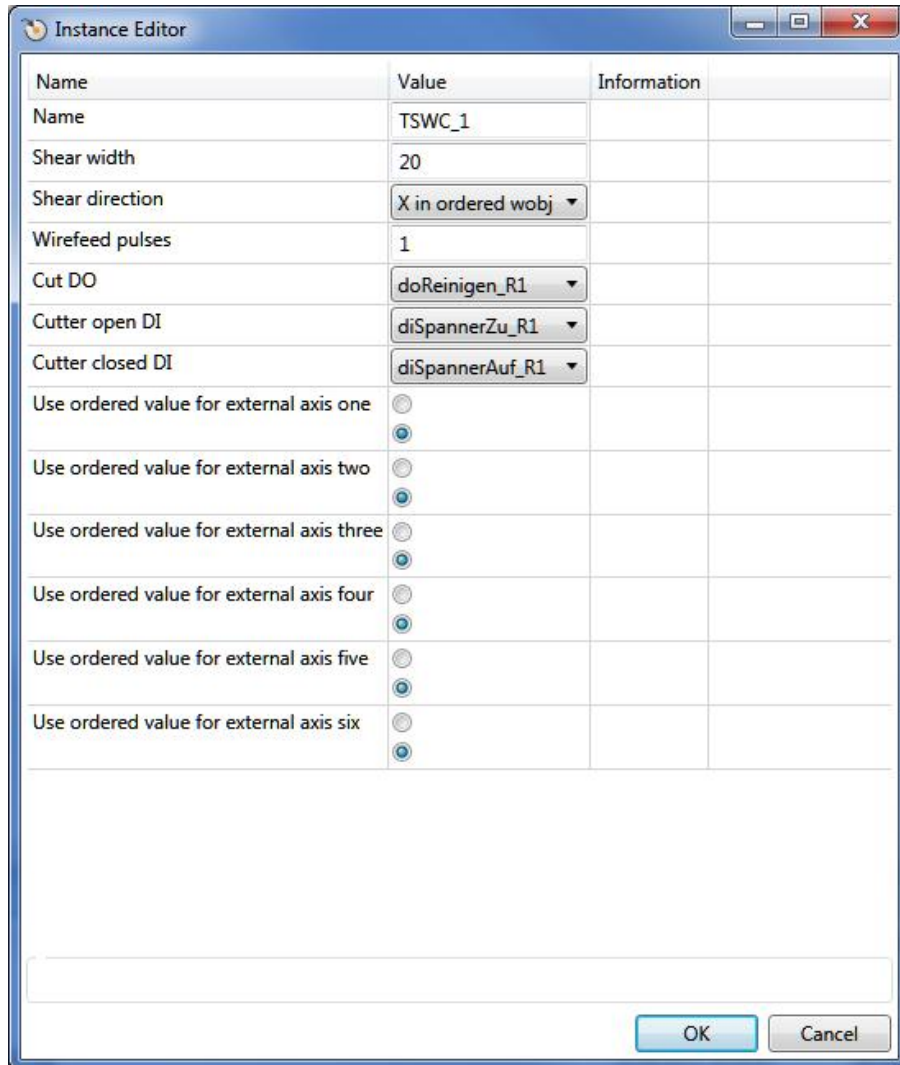 Instance Editor
Name Value Information
Name TSWC_1
Shear width 20
Shear direction X in ordered wobj
Wirefeed pulses 1
Cut DO doReinigen_R1
Cutter open DI diSpannerZu_R1
Cutter closed DI diSpannerAuf_R1
Use ordered value for external axis one
Use ordered value for external axis two
Use ordered value for external axis three
Use ordered value for external axis four
Use ordered value for external axis five
Use ordered value for external axis six
OK Cancel